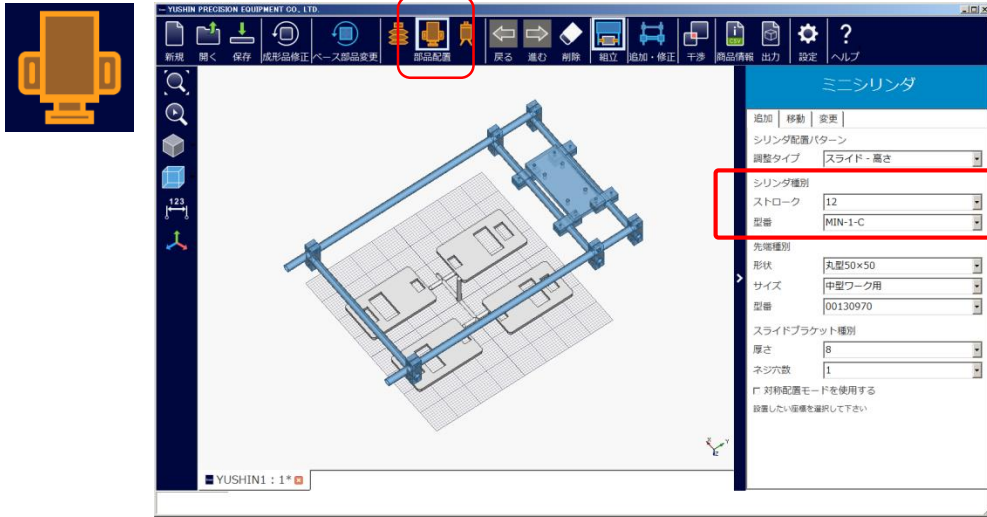 YUSHIN PRECISION EQUIPMENT CO., LTD.
新規 開く 保存 成形品修正 ベース部品変更 部品配置 戻る 進む 削除 組立 追加・修正 干渉 商品情報 出力 設定 ヘルプ
CSV
123
ミニシリンダ
追加 移動 変更
シリンダ配置パターン
調整タイプ スライド・高さ
シリンダ種別
ストローク 12
型番 MIN-1-C
先端種別
形状 丸型50×50
サイズ 中型ワーク用
型番 00130970
スライドブラケット種別
厚さ 8
ネジ穴数 1
対称配置モードを使用する
設置したい座標を選択して下さい
X Y Z
YUSHIN1 : 1*